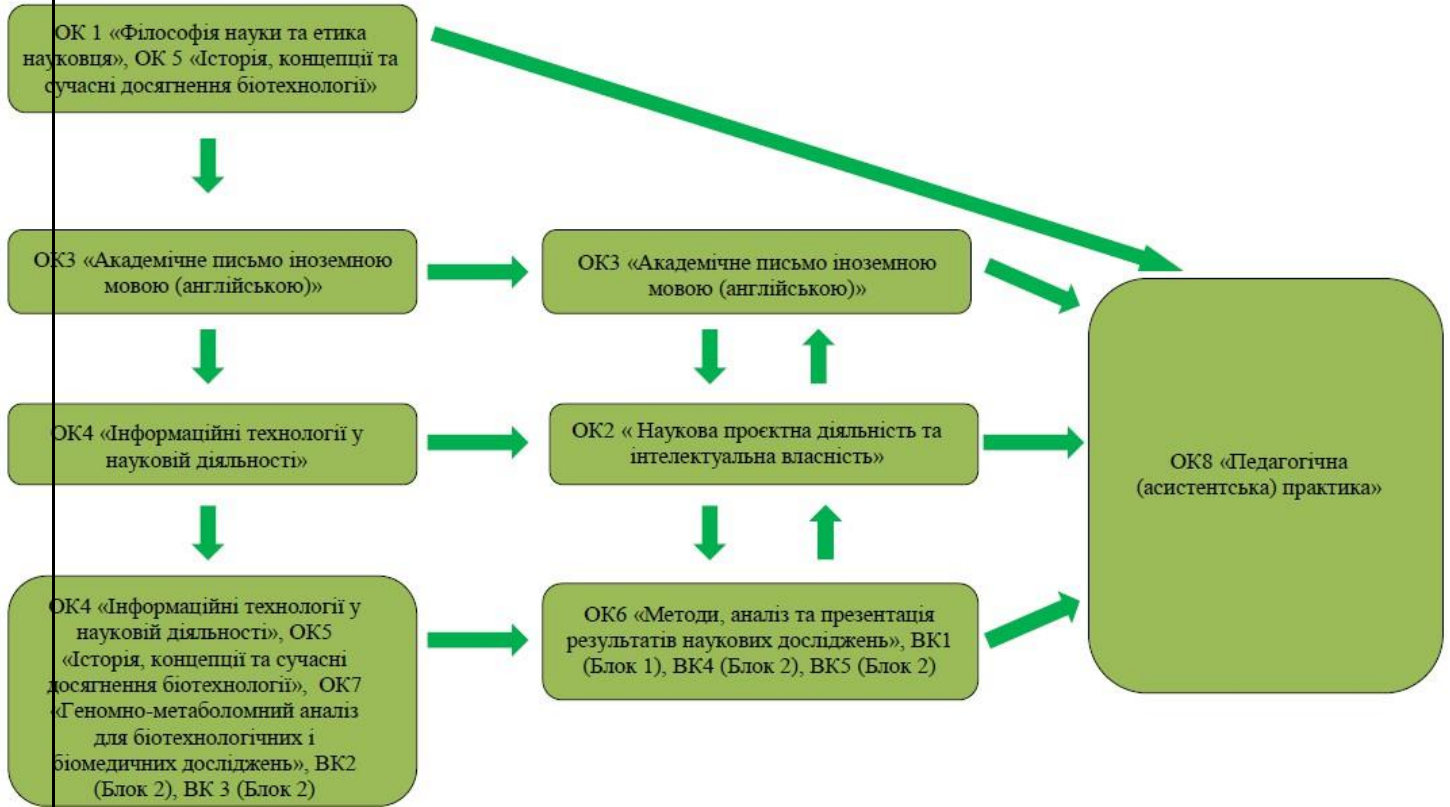 ОК 1 «Філософія науки та етика
науковця», ОК 5 «Історія, концепції та
сучасні досягнення біотехнології»
ОК3 «Академічне письмо іноземною
мовою (англійською)»
ОК3 «Академічне письмо іноземною
мовою (англійською)»
ОК4 «Інформаційні технології у
науковій діяльності»
ОК2 « Наукова проєктна діяльність та
інтелектуальна власність»
ОК8 «Педагогічна
(асистентська) практика»
ОК4 «Інформаційні технології у
науковій діяльності», ОК5
«Історія, концепції та сучасні
досягнення біотехнології», ОК7
«Геномно-метаболомний аналіз
для біотехнологічних і
біомедичних досліджень», ВК2
(Блок 2), ВК 3 (Блок 2)
ОК6 «Методи, аналіз та презентація
результатів наукових досліджень», ВК1
(Блок 1), ВК4 (Блок 2), ВК5 (Блок 2)